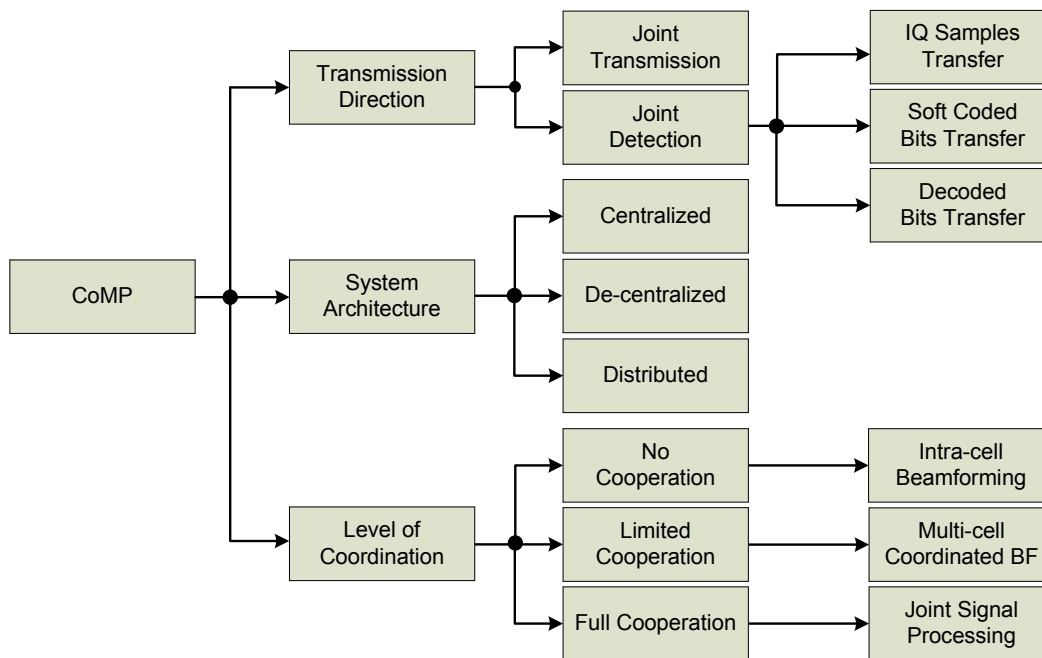 CoMP
Transmission
Direction
Joint
Transmission
Joint
Detection
IQ Samples
Transfer
Soft Coded
Bits Transfer
Decoded
Bits Transfer
System
Architecture
Centralized
De-centralized
Distributed
Level of
Coordination
No
Cooperation
Intra-cell
Beamforming
Limited
Cooperation
Multi-cell
Coordinated BF
Full Cooperation
Joint Signal
Processing